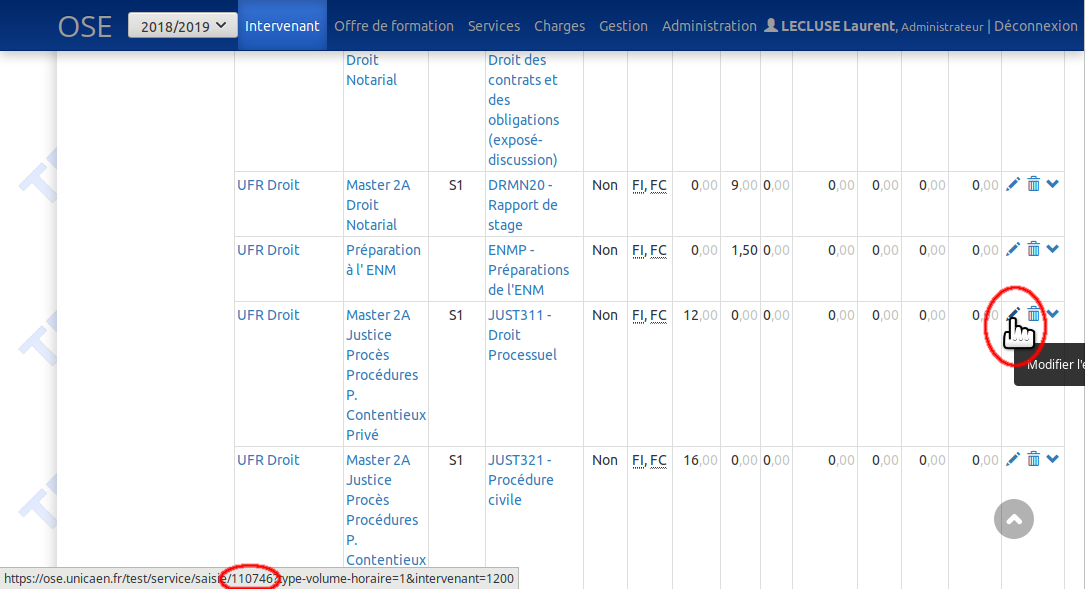 OSE 2018/2019 Intervenant Offre de formation Services Charges Gestion Administration LECLUSE Laurent, Administrateur | Déconnexion
Droit Droit des
Notarial contrats et
des
obligations
(exposé-
discussion)
UFR Droit Master 2A S1 DRMN20 - Non FI, FC 0,00 9,00 0,00 0,00 0,00 0,00 0,00
Droit Rapport de
Notarial stage
UFR Droit Préparation ENMP - Non FI, FC 0,00 1,50 0,00 0,00 0,00 0,00 0,00
à l' ENM Préparations
de l'ENM
UFR Droit Master 2A S1 JUST311 - Non FI, FC 12,00 0,00 0,00 0,00 0,00 0,00 0,00
Justice Droit
Procès Processuel
Procédures
P.
Contentieux
Privé
Modifier l'
UFR Droit Master 2A S1 JUST321 - Non FI, FC 16,00 0,00 0,00 0,00 0,00 0,00 0,00
Justice Procédure
Procès civile
Procédures
P.
Contentieux
https://ose.unicaen.fr/test/service/saisie/110746?type-volume-horaire=1&intervenant=1200